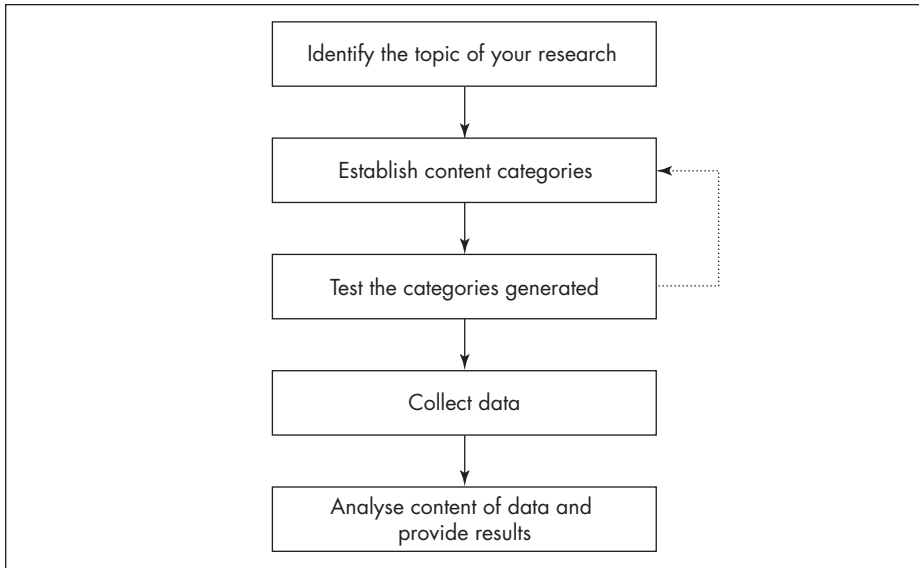 Identify the topic of your research
Establish content categories
Test the categories generated
Collect data
Analyse content of data and
provide results